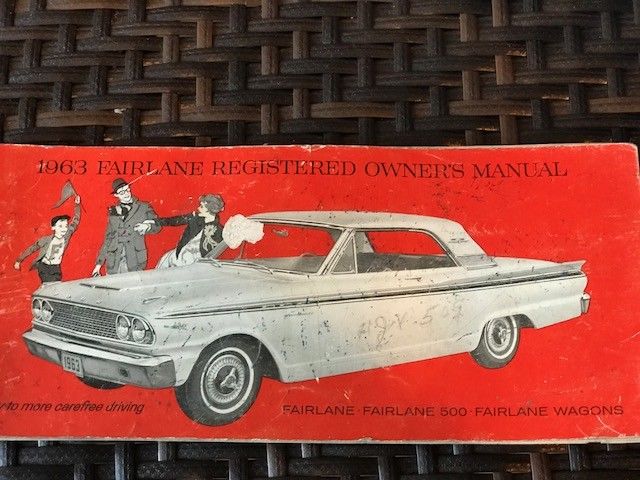 1963 FAIRLANE REGISTERED OWNER'S MANUAL
1963
to more carefree driving
FAIRLANE · FAIRLANE 500 · FAIRLANE WAGONS